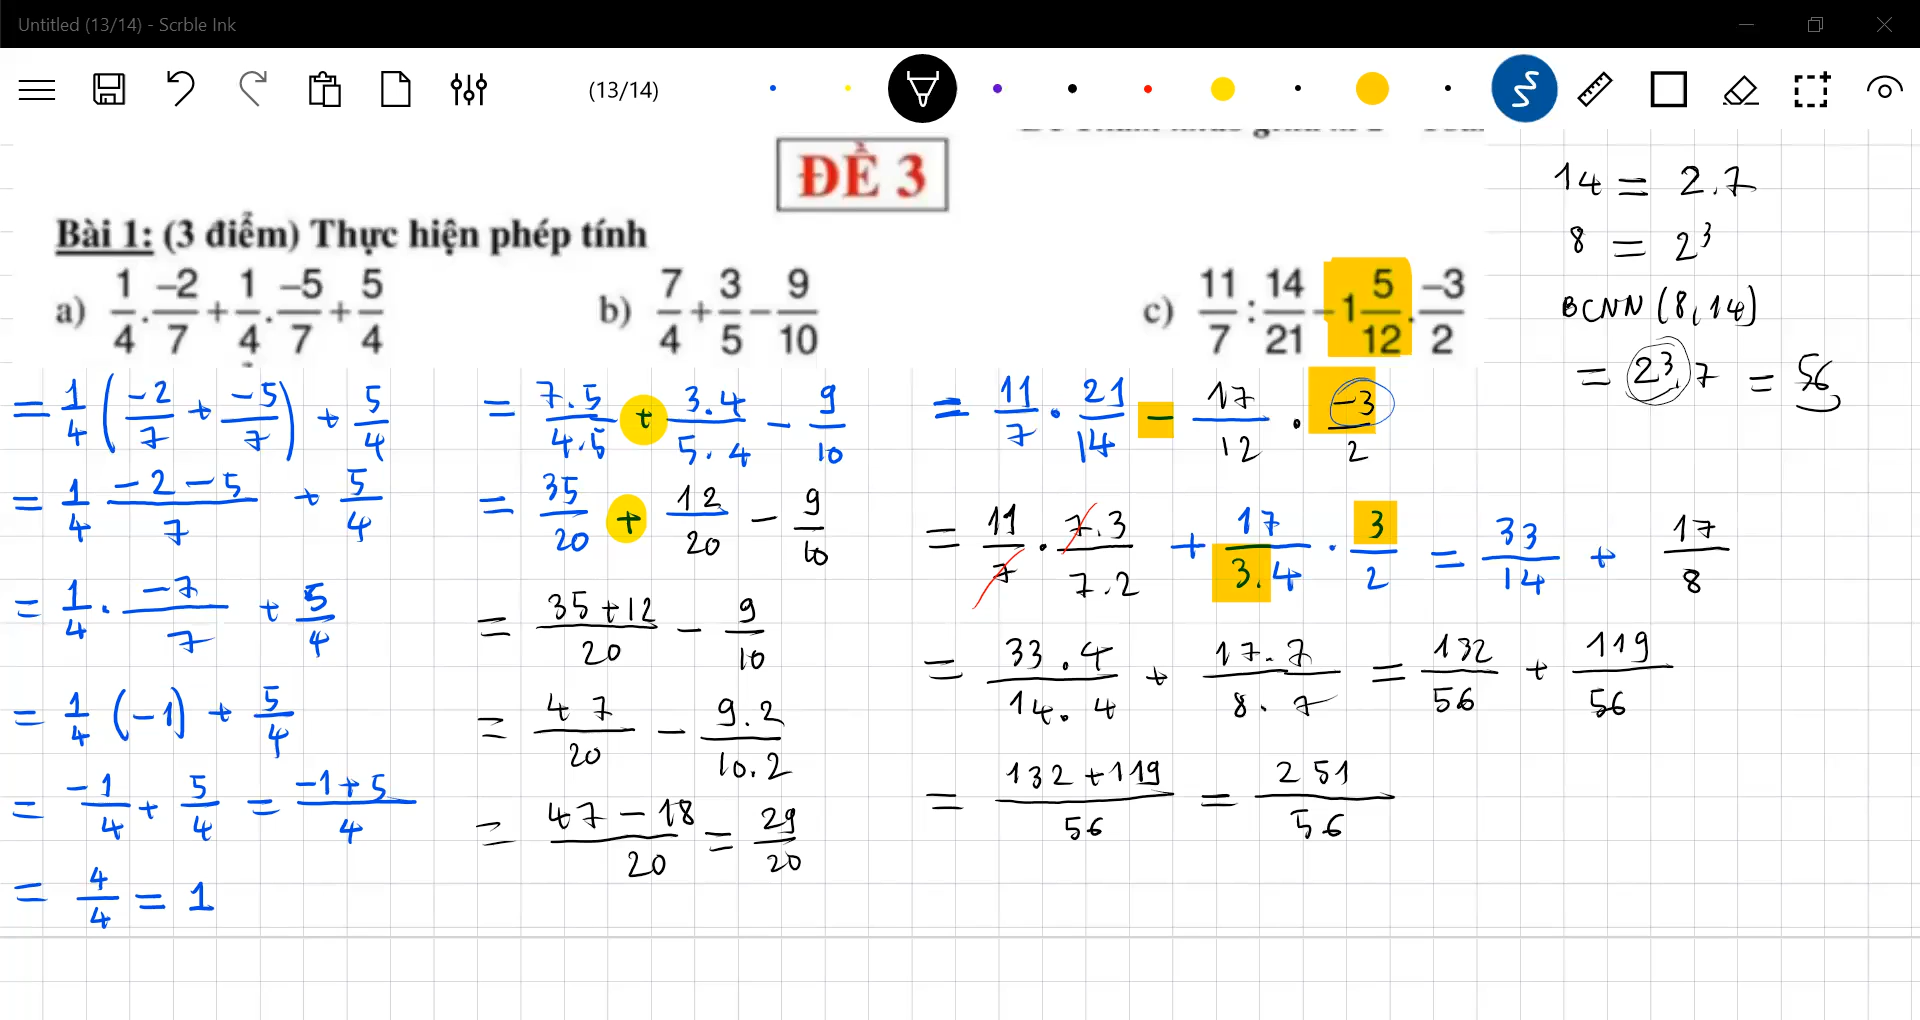 Untitled (13/14) - Scrble Ink
(13/14)
ĐỀ 3
Bài 1: (3 điểm) Thực hiện phép tính
a) 1/4 . -2/7 + 1/4 . -5/7 + 5/4
= 1/4 ( -2/7 + -5/7 ) + 5/4
= 1/4 -2-5/7 + 5/4
= 1/4 . -7/7 + 5/4
= 1/4 (-1) + 5/4
= -1/4 + 5/4 = -1+5/4
= 4/4 = 1
b) 7/4 + 3/5 - 9/10
= 7.5/4.5 + 3.4/5.4 - 9/10
= 35/20 + 12/20 - 9/10
= 35+12/20 - 9/10
= 47/20 - 9.2/10.2
= 47-18/20 = 29/20
c) 11/7 : 14/21 - 1 5/12 . -3/2
= 11/7 . 21/14 - 17/12 . -3/2
= 11/7 . 7.3/7.2 + 17/3.4 . 3/2 = 33/14 + 17/8
= 33.4/14.4 + 17.7/8.7 = 132/56 + 119/56
= 132+119/56 = 251/56
14 = 2.7
8 = 2³
BCNN (8,14)
= 2³.7 = 56